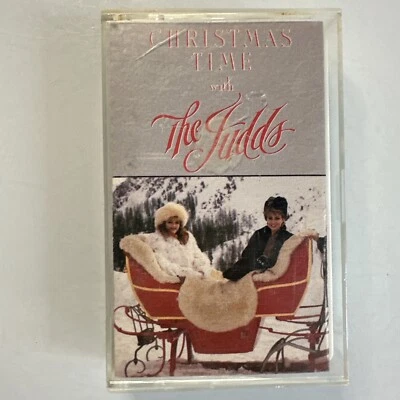 CHRISTMAS
TIME
with
The Judds